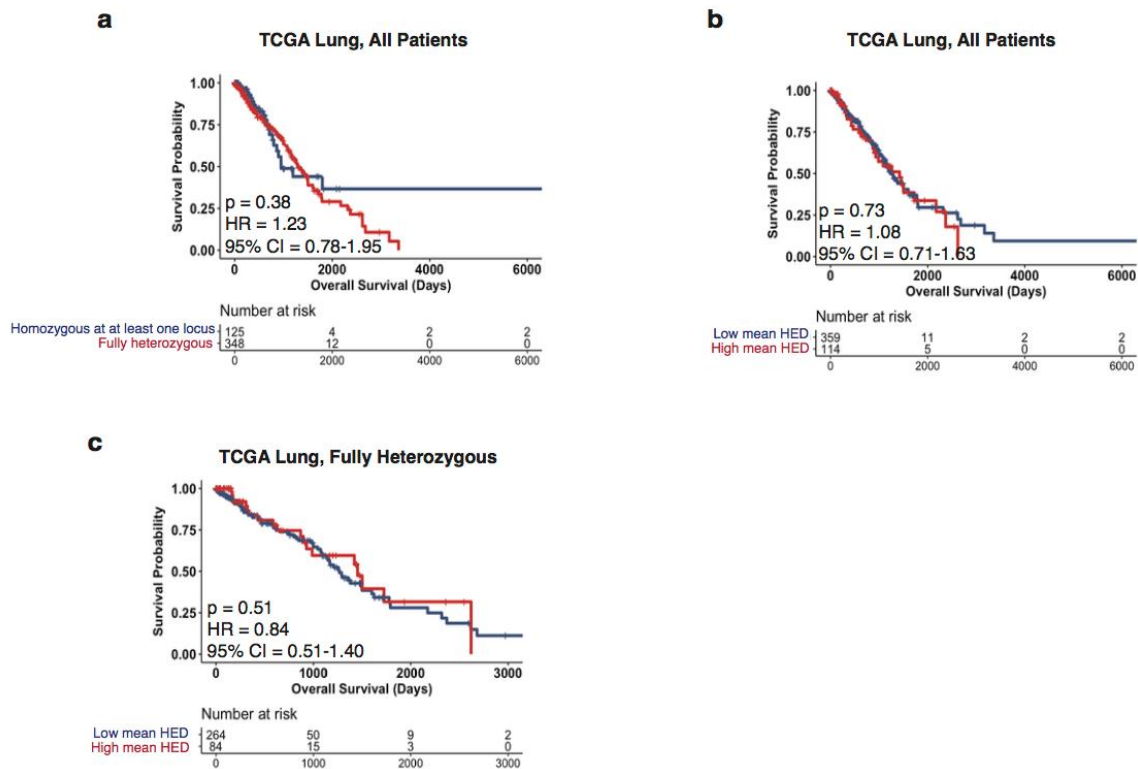 a
TCGA Lung, All Patients
Survival Probability
1.00
0.75
0.50
0.25
0.00
p = 0.38
HR = 1.23
95% CI = 0.78-1.95
0 2000 4000 6000
Overall Survival (Days)
Number at risk
Homozygous at at least one locus 125 4 2 2
Fully heterozygous 348 12 0 0
0 2000 4000 6000
b
TCGA Lung, All Patients
Survival Probability
1.00
0.75
0.50
0.25
0.00
p = 0.73
HR = 1.08
95% CI = 0.71-1.63
0 2000 4000 6000
Overall Survival (Days)
Number at risk
Low mean HED 359 11 2 2
High mean HED 114 5 0 0
0 2000 4000 6000
c
TCGA Lung, Fully Heterozygous
Survival Probability
1.00
0.75
0.50
0.25
0.00
p = 0.51
HR = 0.84
95% CI = 0.51-1.40
0 1000 2000 3000
Overall Survival (Days)
Number at risk
Low mean HED 264 50 9 2
High mean HED 84 15 3 0
0 1000 2000 3000